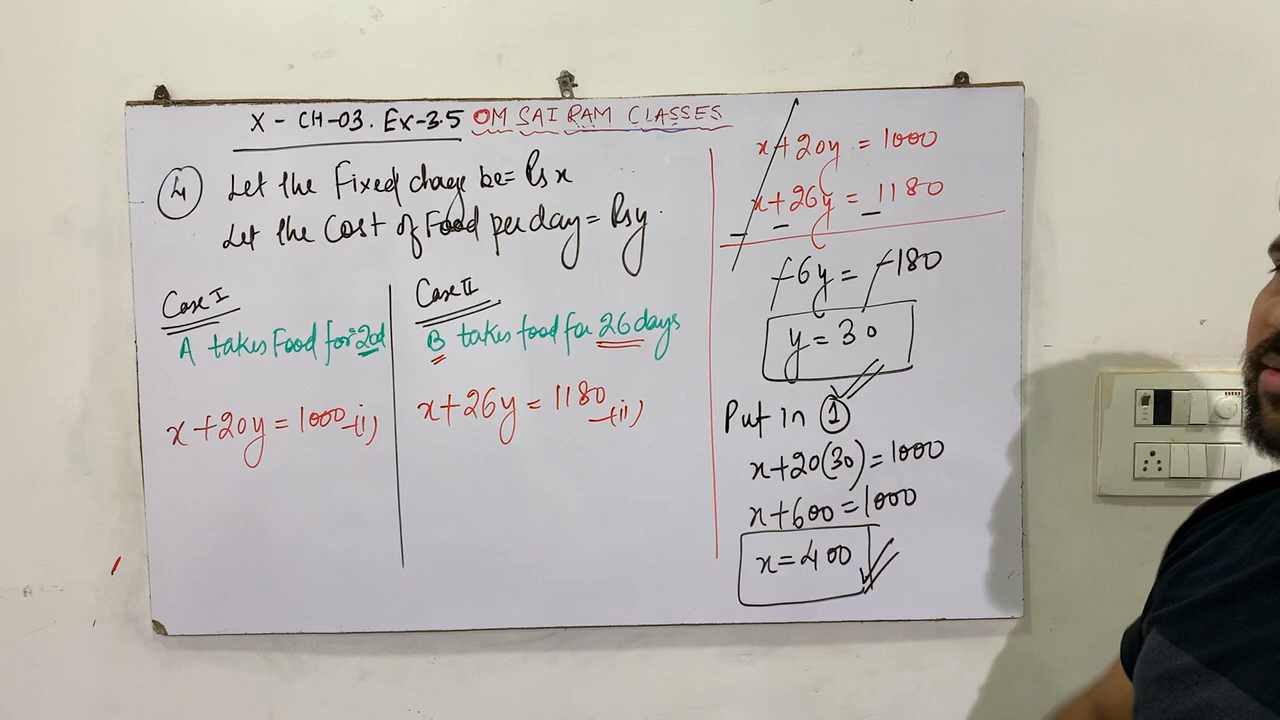 X - CH-03. Ex-3.5 OM SAI RAM CLASSES
(4) Let the Fixed charge be = Rs x
Let the Cost of Food per day = Rs y.
Case I
A takes Food for 20d
x + 20y = 1000 —(i)
Case II
B takes food for 26 days
x + 26y = 1180 —(ii)
x + 20y = 1000
x + 26y = 1180
— — —
-6y = -180
y = 30
Put in (1)
x + 20(30) = 1000
x + 600 = 1000
x = 400